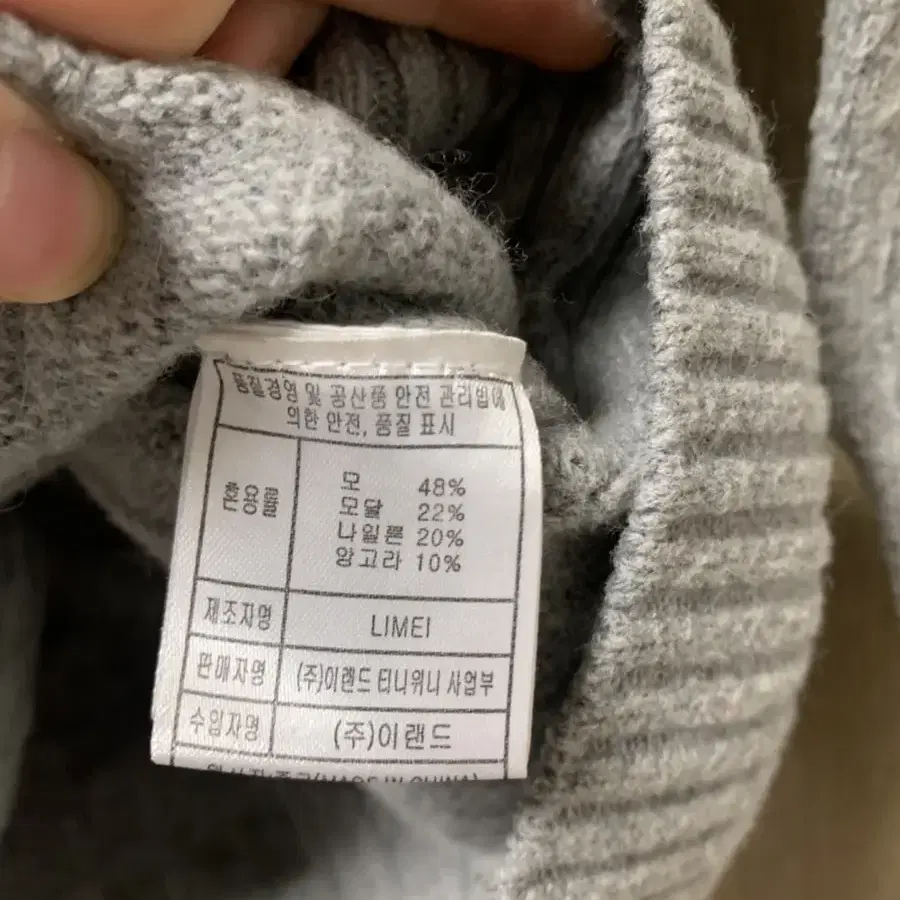 품질경영 및 공산품 안전 관리법에
의한 안전, 품질 표시
혼용률
모 48%
모달 22%
나일론 20%
앙고라 10%
제조자명 LIMEI
판매자명 (주)이랜드 티니위니 사업부
수입자명 (주)이랜드
(MADE IN CHINA)